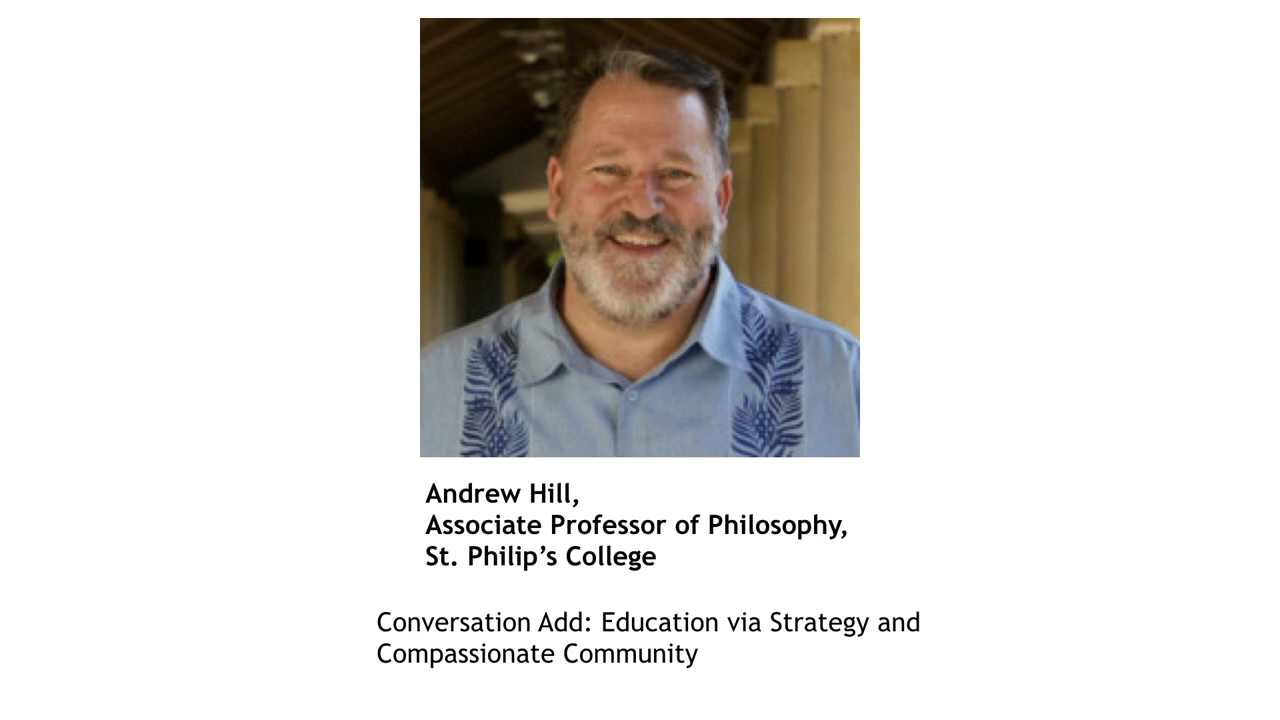 Andrew Hill,
Associate Professor of Philosophy,
St. Philip’s College
Conversation Add: Education via Strategy and
Compassionate Community